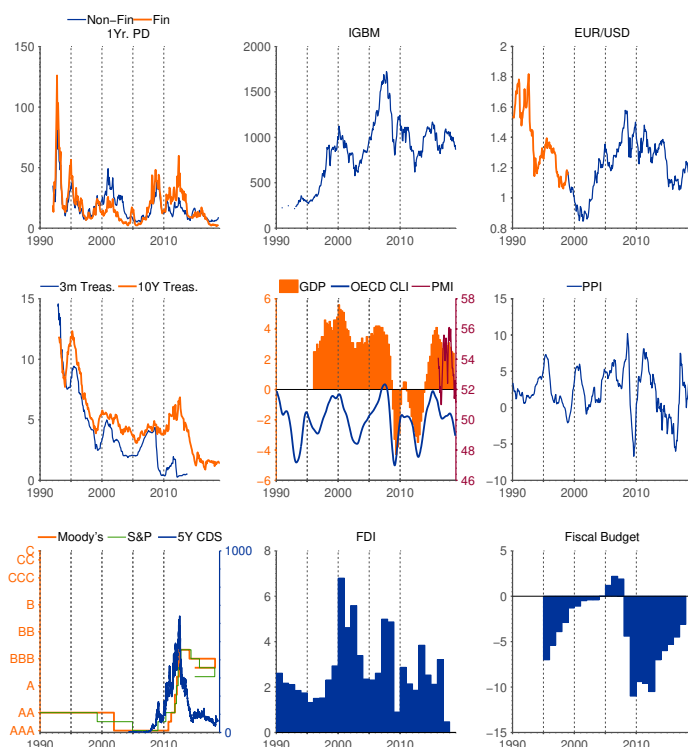 Non-Fin Fin
1Yr. PD
150
100
50
0
1990 2000 2010
IGBM
2000
1500
1000
500
0
1990 2000 2010
EUR/USD
2
1.8
1.6
1.4
1.2
1
0.8
1990 2000 2010
3m Treas. 10Y Treas.
15
10
5
0
1990 2000 2010
GDP OECD CLI PMI
6 58
4 56
2 54
0 52
−2 50
−4 48
−6 46
1990 2000 2010
PPI
15
10
5
0
−5
−10
1990 2000 2010
Moody's S&P 5Y CDS
C 1000
CC
CCC
B
BB
BBB
A
AA
AAA 0
1990 2000 2010
FDI
8
6
4
2
0
1990 2000 2010
Fiscal Budget
5
0
−5
−10
−15
1990 2000 2010